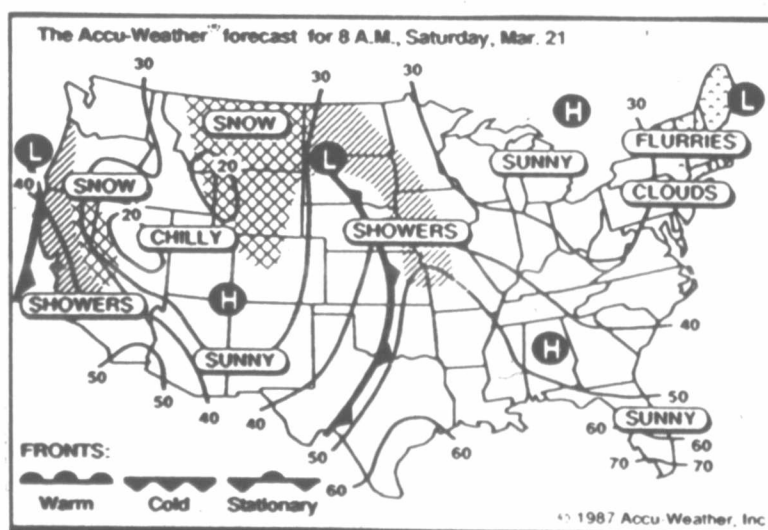 The Accu-Weather® forecast for 8 A.M., Saturday, Mar. 21
30
30
30
30
L
SNOW
H
L
FLURRIES
L
20
SUNNY
40
SNOW
CLOUDS
20
CHILLY
SHOWERS
SHOWERS
H
40
H
SUNNY
50
50
40
40
50
SUNNY
60
60
50
60
60
70
70
FRONTS:
Warm
Cold
Stationary
© 1987 Accu-Weather, Inc